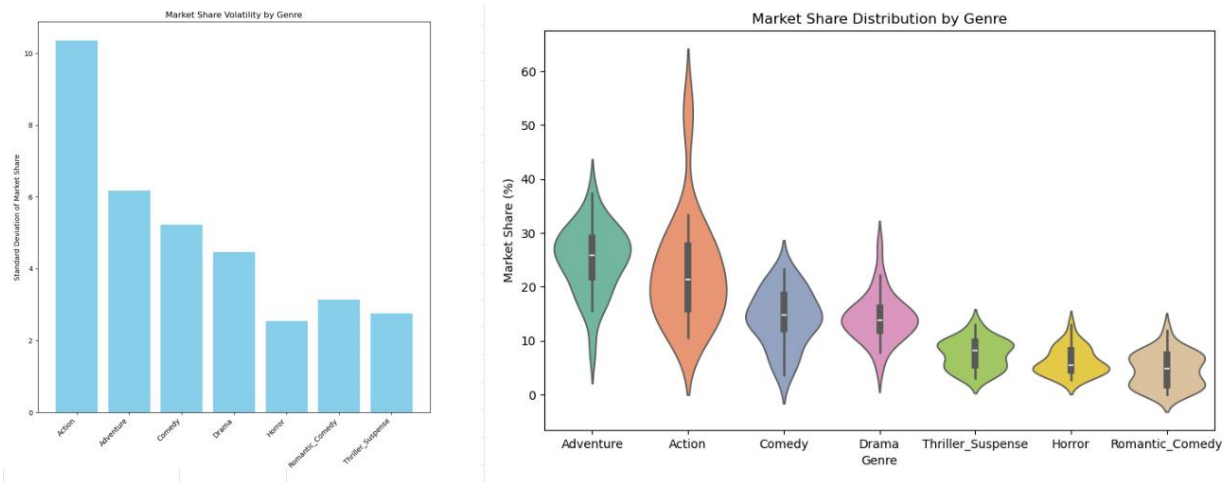 Market Share Volatility by Genre
Standard Deviation of Market Share
10
8
6
4
2
0
Action
Adventure
Comedy
Drama
Horror
Romantic_Comedy
Thriller_Suspense
Market Share Distribution by Genre
Market Share (%)
60
50
40
30
20
10
0
Adventure
Action
Comedy
Drama
Thriller_Suspense
Horror
Romantic_Comedy
Genre